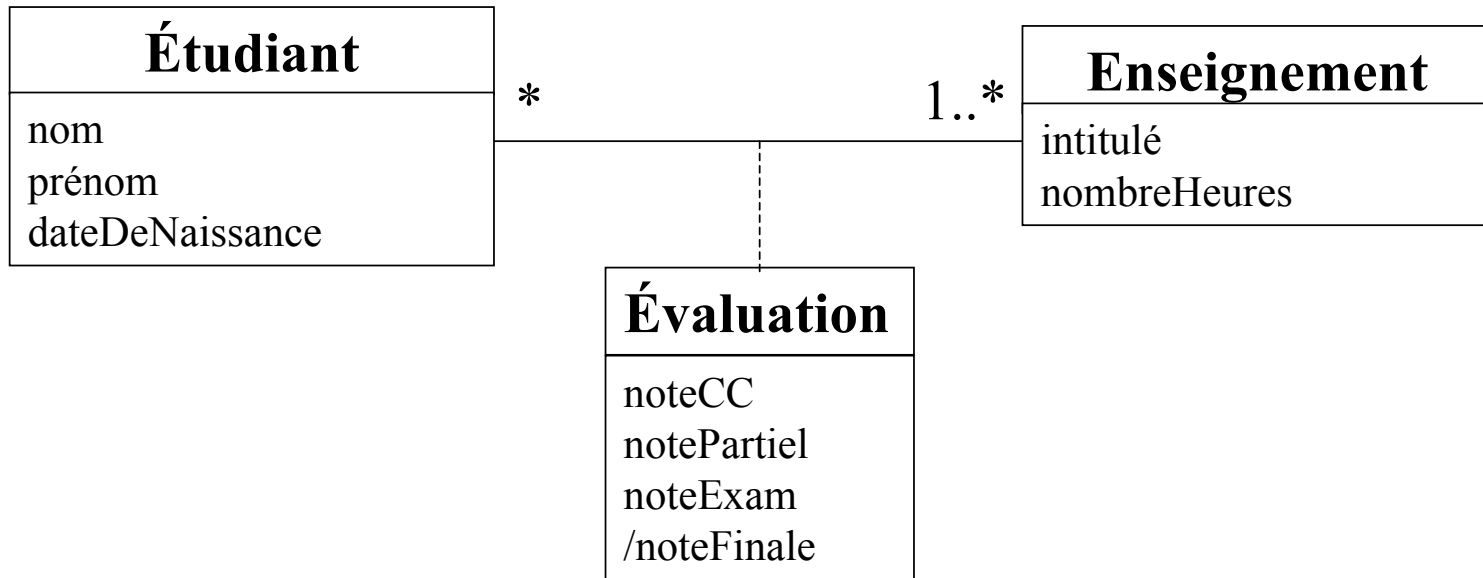 Étudiant
nom
prénom
dateDeNaissance
*
1..*
Enseignement
intitulé
nombreHeures
Évaluation
noteCC
notePartiel
noteExam
/noteFinale